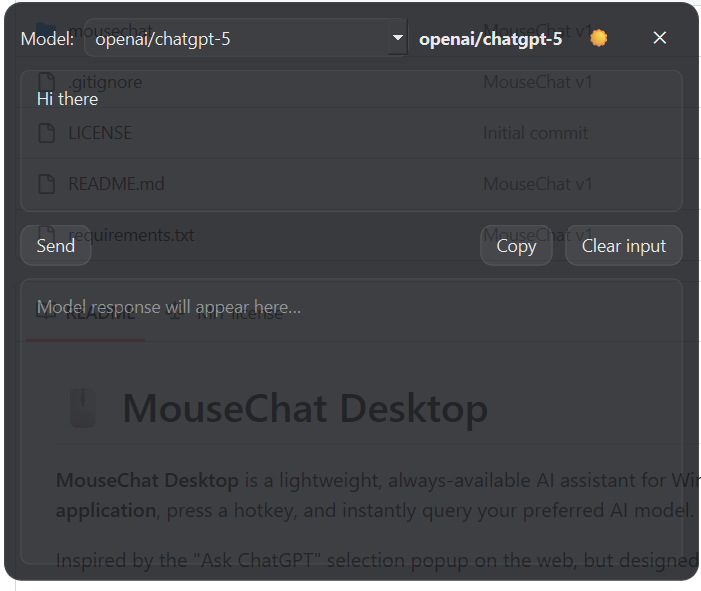 Model: openai/chatgpt-5 openai/chatgpt-5
mousechat MouseChat v1
.gitignore MouseChat v1
Hi there
LICENSE Initial commit
README.md MouseChat v1
requirements.txt MouseChat v1
Send Copy Clear input
Model response will appear here...
README MIT license
MouseChat Desktop
MouseChat Desktop is a lightweight, always-available AI assistant for Win
application, press a hotkey, and instantly query your preferred AI model.
Inspired by the "Ask ChatGPT" selection popup on the web, but designed